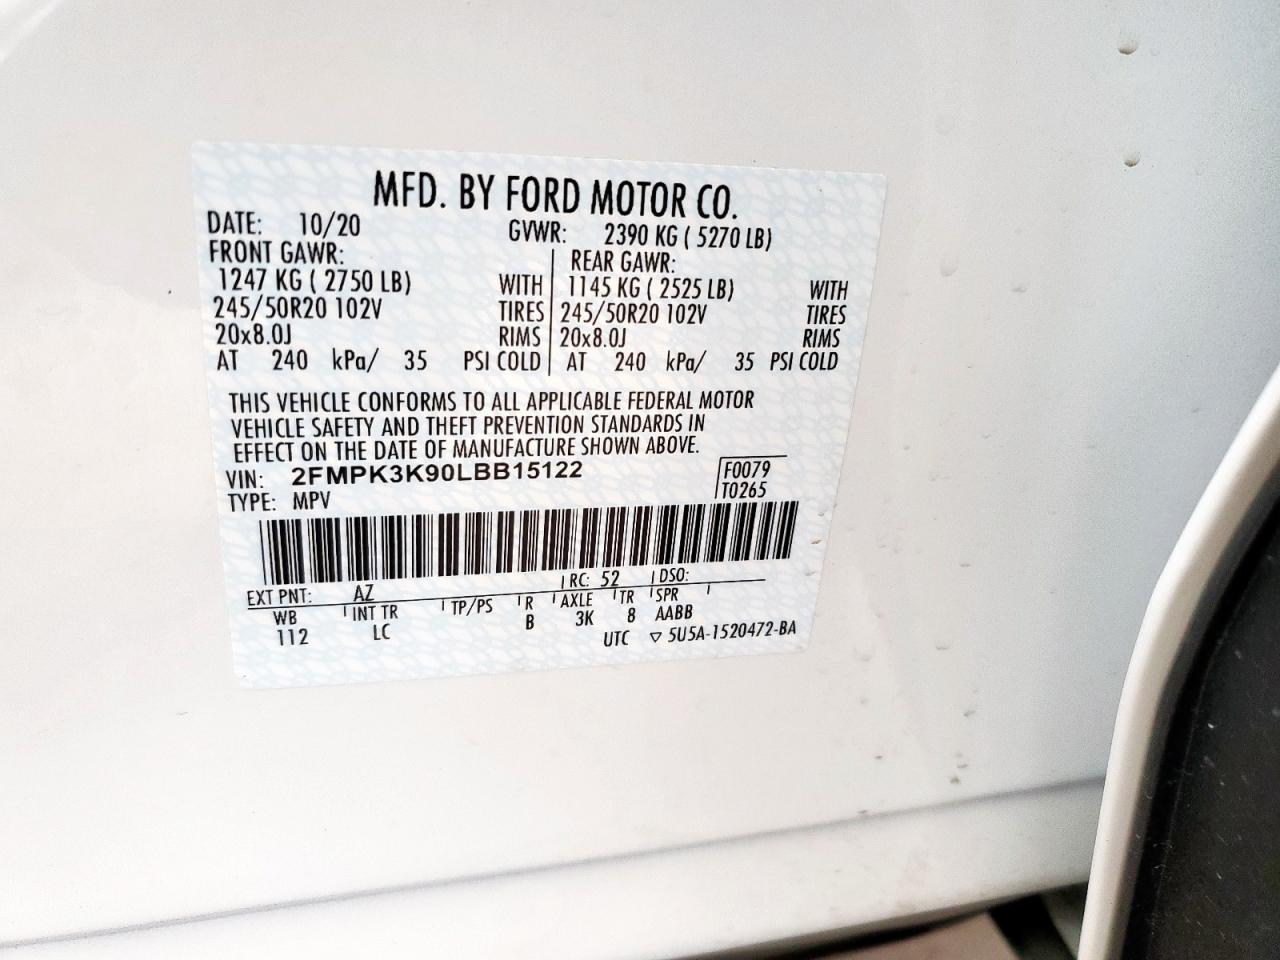 MFD. BY FORD MOTOR CO.
DATE: 10/20 GVWR: 2390 KG ( 5270 LB)
FRONT GAWR: REAR GAWR:
1247 KG ( 2750 LB) WITH 1145 KG ( 2525 LB) WITH
245/50R20 102V TIRES 245/50R20 102V TIRES
20x8.0J RIMS 20x8.0J RIMS
AT 240 kPa/ 35 PSI COLD AT 240 kPa/ 35 PSI COLD
THIS VEHICLE CONFORMS TO ALL APPLICABLE FEDERAL MOTOR
VEHICLE SAFETY AND THEFT PREVENTION STANDARDS IN
EFFECT ON THE DATE OF MANUFACTURE SHOWN ABOVE.
VIN: 2FMPK3K90LBB15122 F0079
TYPE: MPV T0265
EXT PNT: AZ RC: 52 DSO:
WB INT TR TP/PS R AXLE TR SPR
112 LC B 3K 8 AABB
UTC ▽ 5U5A-1520472-BA